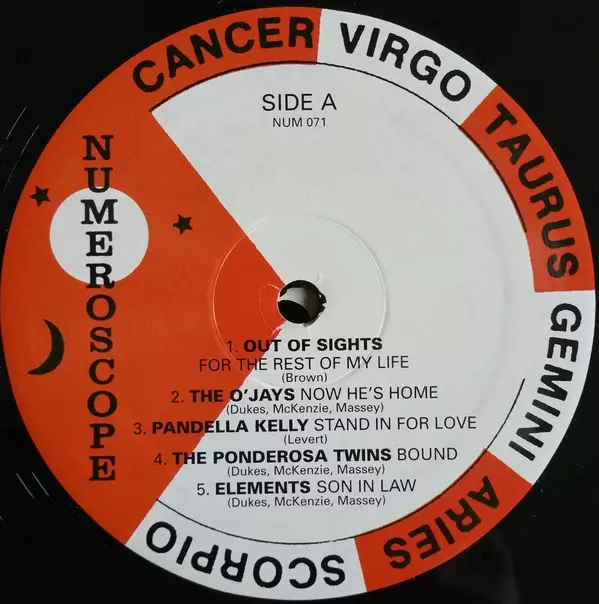 CANCER VIRGO TAURUS GEMINI ARIES SCORPIO
NUMEROSCOPE
SIDE A
NUM 071
1. OUT OF SIGHTS
FOR THE REST OF MY LIFE
(Brown)
2. THE O'JAYS NOW HE'S HOME
(Dukes, McKenzie, Massey)
3. PANDELLA KELLY STAND IN FOR LOVE
(Levert)
4. THE PONDEROSA TWINS BOUND
(Dukes, McKenzie, Massey)
5. ELEMENTS SON IN LAW
(Dukes, McKenzie, Massey)